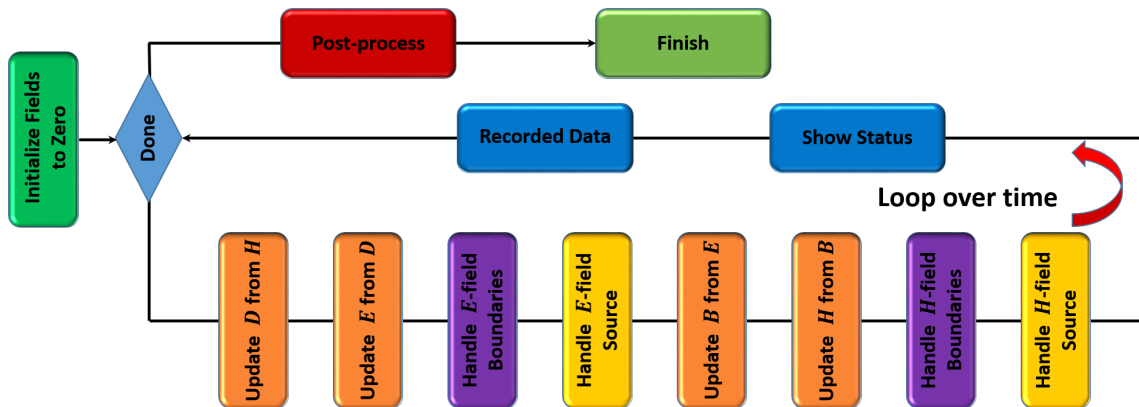 Post-process
Finish
Initialize Fields
to Zero
Done
Recorded Data
Show Status
Loop over time
Update D from H
Update E from D
Handle E-field
Boundaries
Handle E-field
Source
Update B from E
Update H from B
Handle H-field
Boundaries
Handle H-field
Source